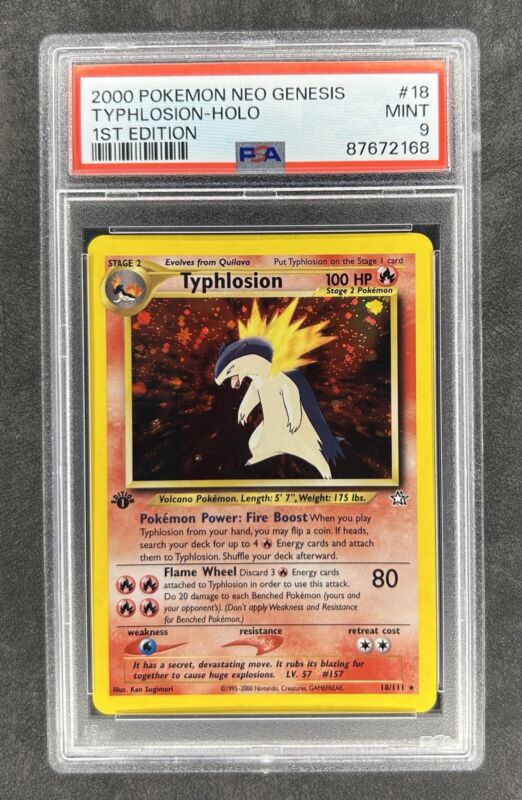 2000 POKEMON NEO GENESIS #18
TYPHLOSION-HOLO MINT
1ST EDITION 9
PSA 87672168
STAGE 2 Evolves from Quilava Put Typhlosion on the Stage 1 card
Typhlosion 100 HP
Stage 2 Pokémon
EDITION
1
Volcano Pokémon. Length: 5' 7", Weight: 175 lbs.
Pokémon Power: Fire Boost When you play
Typhlosion from your hand, you may flip a coin. If heads,
search your deck for up to 4 Energy cards and attach
them to Typhlosion. Shuffle your deck afterward.
Flame Wheel Discard 3 Energy cards
attached to Typhlosion in order to use this attack. 80
Do 20 damage to each Benched Pokémon (yours and
your opponent's). (Don't apply Weakness and Resistance
for Benched Pokémon.)
weakness resistance retreat cost
It has a secret, devastating move. It rubs its blazing fur
together to cause huge explosions. LV. 57 #157
Illus. Ken Sugimori ©1995-2000 Nintendo, Creatures, GAMEFREAK. 18/111 ★